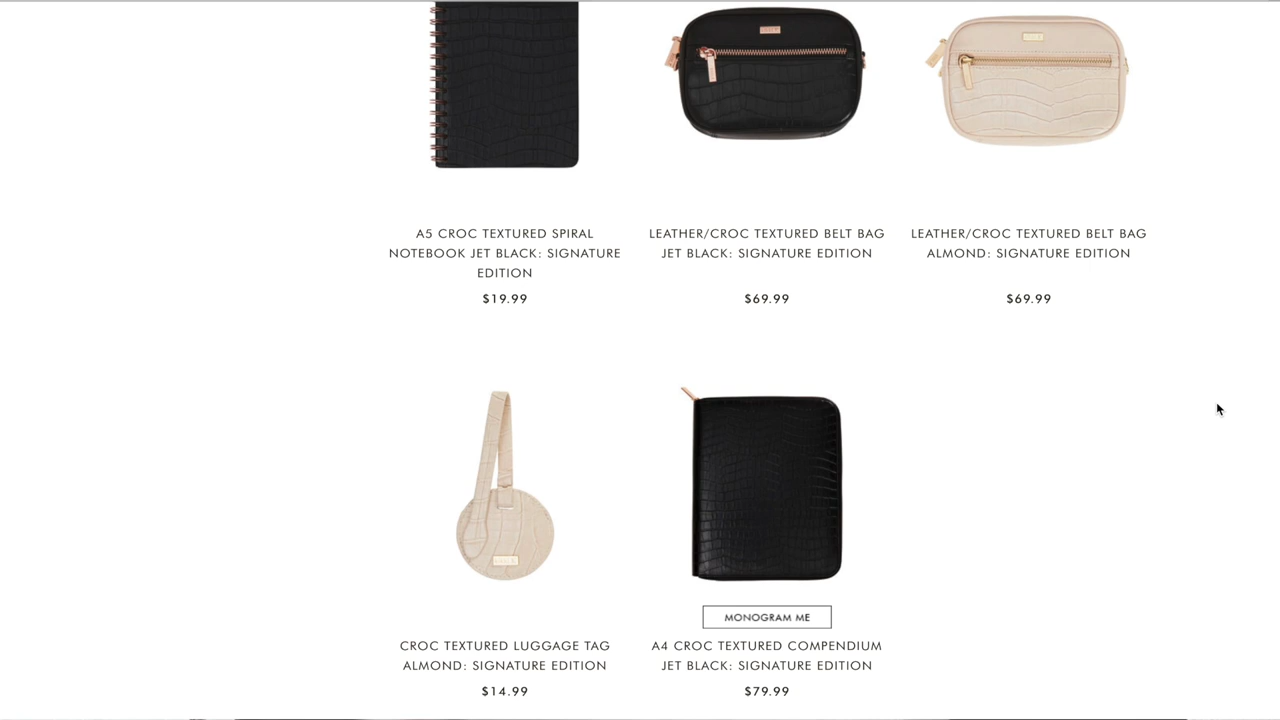 A5 CROC TEXTURED SPIRAL
NOTEBOOK JET BLACK: SIGNATURE
EDITION
$19.99
LEATHER/CROC TEXTURED BELT BAG
JET BLACK: SIGNATURE EDITION
$69.99
LEATHER/CROC TEXTURED BELT BAG
ALMOND: SIGNATURE EDITION
$69.99
CROC TEXTURED LUGGAGE TAG
ALMOND: SIGNATURE EDITION
$14.99
MONOGRAM ME
A4 CROC TEXTURED COMPENDIUM
JET BLACK: SIGNATURE EDITION
$79.99